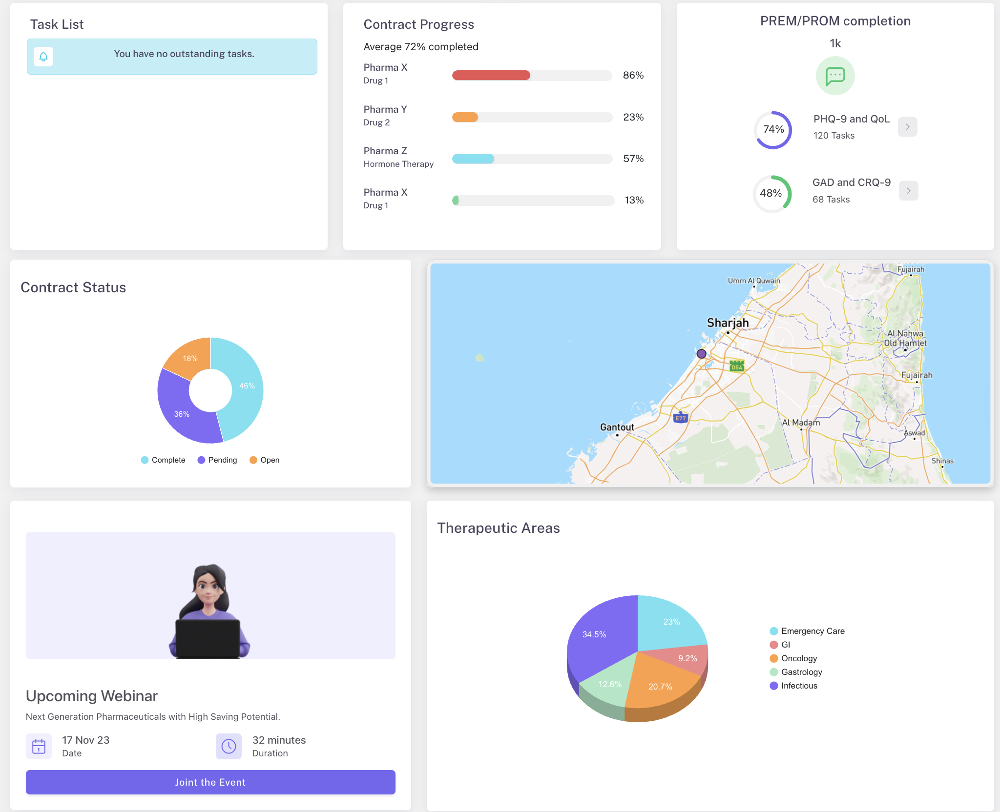 Task List
You have no outstanding tasks.
Contract Progress
Average 72% completed
Pharma X
Drug 1
86%
Pharma Y
Drug 2
23%
Pharma Z
Hormone Therapy
57%
Pharma X
Drug 1
13%
PREM/PROM completion
1k
74%
PHQ-9 and QoL
120 Tasks
48%
GAD and CRQ-9
68 Tasks
Contract Status
18%
46%
36%
Complete
Pending
Open
Fujairah
Umm Al Quwain
Sharjah
Al Nahwa
Old Hamlet
D54
Fujairah
E77
Al Madam
Gantout
Aswad
Shinas
Upcoming Webinar
Next Generation Pharmaceuticals with High Saving Potential.
1
17 Nov 23
Date
32 minutes
Duration
Joint the Event
Therapeutic Areas
23%
34.5%
9.2%
12.6%
20.7%
Emergency Care
GI
Oncology
Gastrology
Infectious